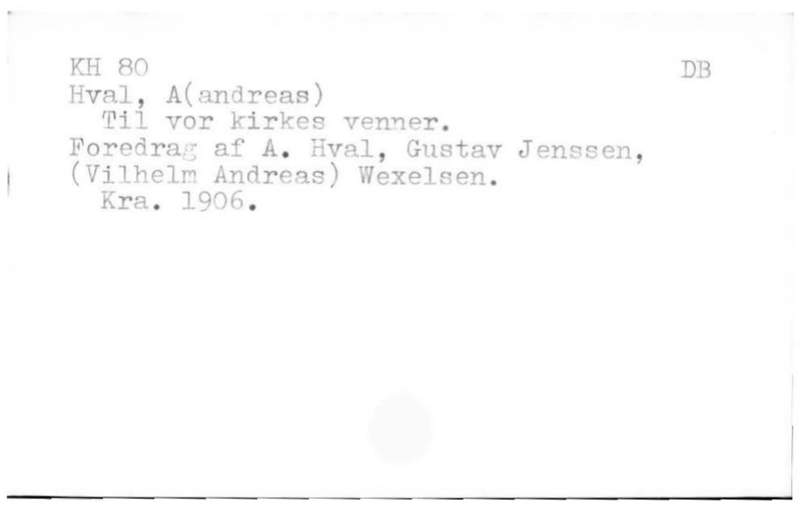 KH 80 DB
Hval, A(andreas)
Til vor kirkes venner.
Foredrag af A. Hval, Gustav Jenssen,
(Vilhelm Andreas) Wexelsen.
Kra. 1906.